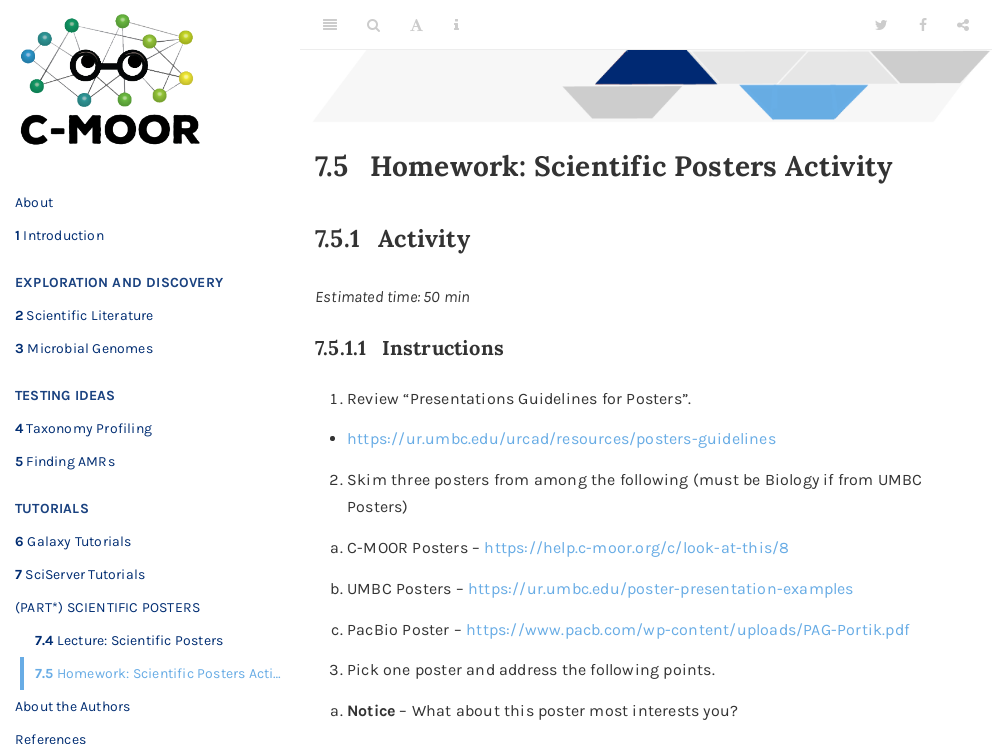 C-MOOR
About
1 Introduction
EXPLORATION AND DISCOVERY
2 Scientific Literature
3 Microbial Genomes
TESTING IDEAS
4 Taxonomy Profiling
5 Finding AMRs
TUTORIALS
6 Galaxy Tutorials
7 SciServer Tutorials
(PART*) SCIENTIFIC POSTERS
7.4 Lecture: Scientific Posters
7.5 Homework: Scientific Posters Acti…
About the Authors
References
7.5 Homework: Scientific Posters Activity
7.5.1 Activity
Estimated time: 50 min
7.5.1.1 Instructions
1. Review “Presentations Guidelines for Posters”.
• https://ur.umbc.edu/urcad/resources/posters-guidelines
2. Skim three posters from among the following (must be Biology if from UMBC
Posters)
a. C-MOOR Posters – https://help.c-moor.org/c/look-at-this/8
b. UMBC Posters – https://ur.umbc.edu/poster-presentation-examples
c. PacBio Poster – https://www.pacb.com/wp-content/uploads/PAG-Portik.pdf
3. Pick one poster and address the following points.
a. Notice – What about this poster most interests you?